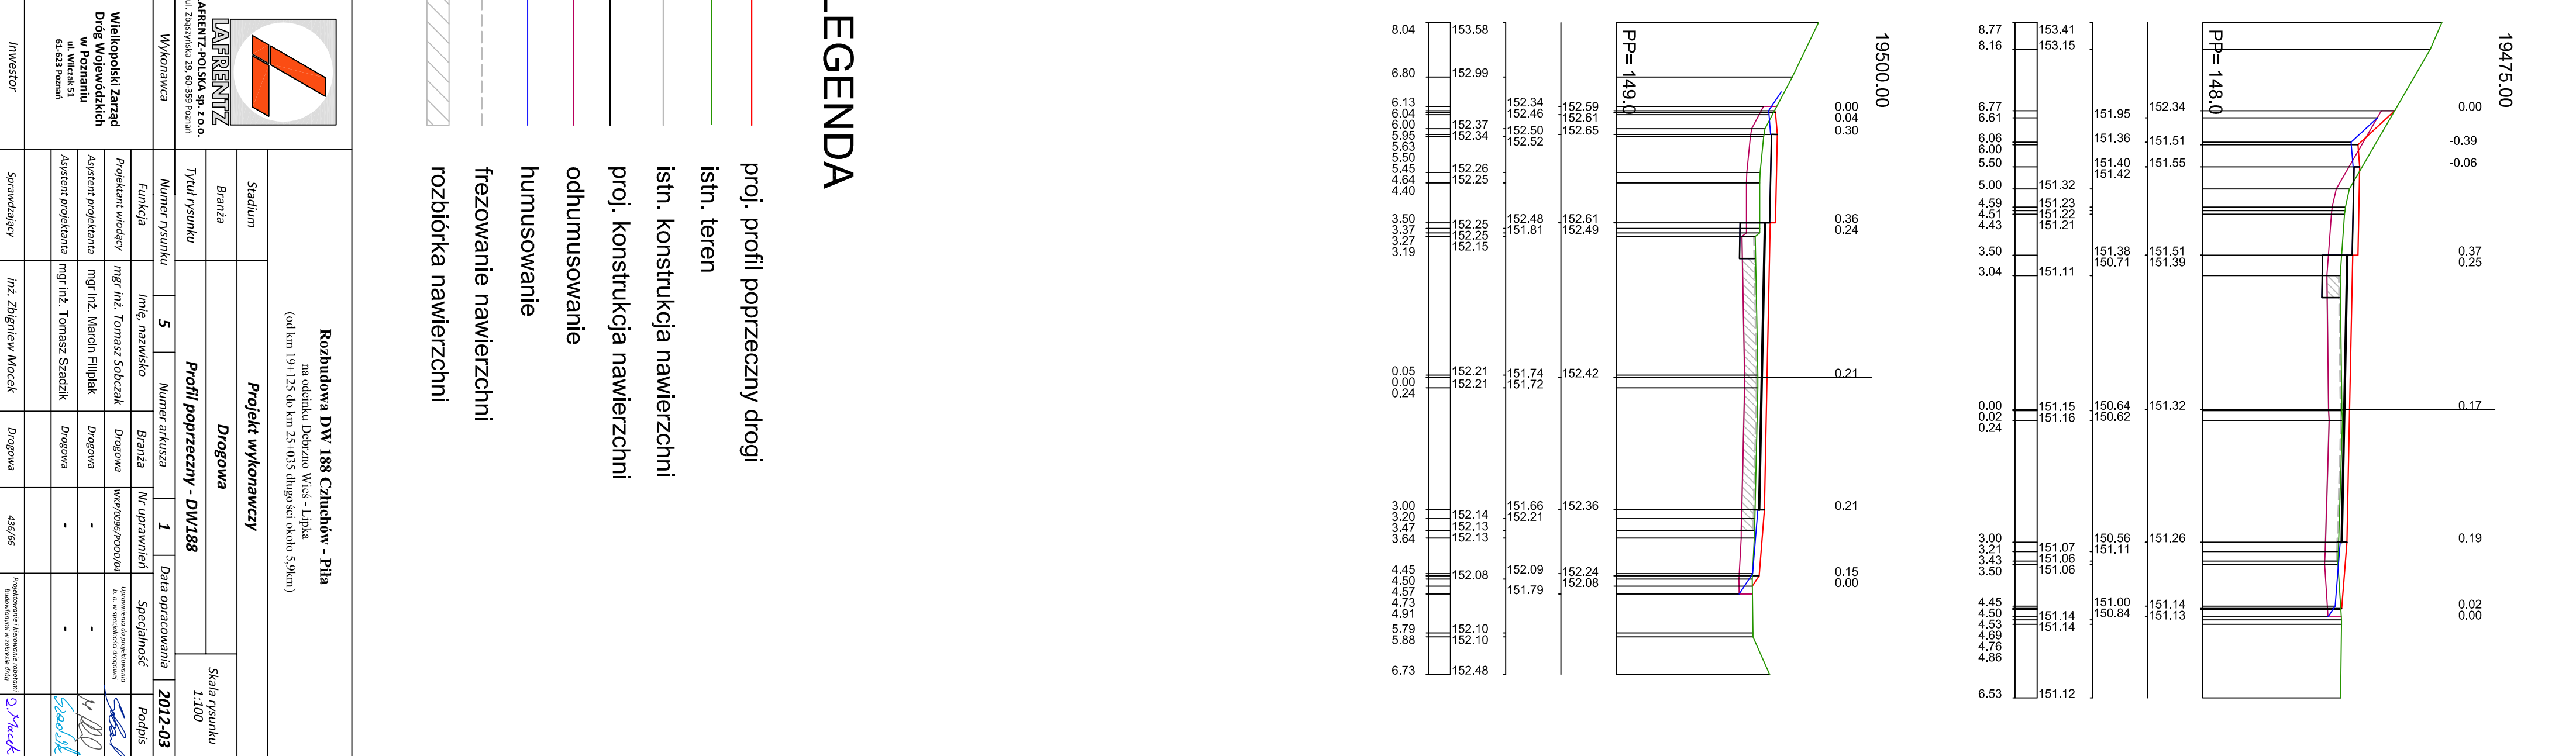 19475.00
PP= 148.0
0.00
-0.39
-0.06
0.37
0.25
0.17
0.19
0.02
0.00
152.34
151.51
151.55
151.51
151.39
151.32
151.26
151.14
151.13
151.95
151.36
151.40
151.42
151.38
150.71
150.64
150.62
150.56
151.11
151.00
150.84
153.41
153.15
151.32
151.23
151.22
151.21
151.11
151.15
151.16
151.07
151.06
151.06
151.14
151.14
151.12
8.77
8.16
6.77
6.61
6.06
6.00
5.50
5.00
4.59
4.51
4.43
3.50
3.04
0.00
0.02
0.24
3.00
3.21
3.43
3.50
4.45
4.50
4.53
4.69
4.76
4.86
6.53
19500.00
PP= 149.0
0.00
0.04
0.30
0.36
0.24
0.21
0.21
0.15
0.00
152.59
152.61
152.65
152.61
152.49
152.42
152.36
152.24
152.08
152.34
152.46
152.50
152.52
152.48
151.81
151.74
151.72
151.66
152.21
152.09
151.79
153.58
152.99
152.37
152.34
152.26
152.25
152.25
152.25
152.15
152.21
152.21
152.14
152.13
152.13
152.08
152.10
152.10
152.48
8.04
6.80
6.13
6.04
6.00
5.95
5.63
5.50
5.45
4.64
4.40
3.50
3.37
3.27
3.19
0.05
0.00
0.24
3.00
3.20
3.47
3.64
4.45
4.50
4.57
4.73
4.91
5.79
5.88
6.73
LEGENDA
proj. profil poprzeczny drogi
istn. teren
istn. konstrukcja nawierzchni
proj. konstrukcja nawierzchni
odhumusowanie
humusowanie
frezowanie nawierzchni
rozbiórka nawierzchni
Rozbudowa DW 188 Człuchów - Piła
na odcinku Debrzno Wieś - Lipka
(od km 19+125 do km 25+035 długości około 5,9km)
LAFRENTZ
LAFRENTZ-POLSKA sp. z o.o.
ul. Zbąszyńska 29, 60-359 Poznań
Wykonawca
Stadium
Projekt wykonawczy
Branża
Drogowa
Skala rysunku
1:100
Tytuł rysunku
Profil poprzeczny - DW188
Numer rysunku
5
Numer arkusza
1
Data opracowania
2012-03
Wielkopolski Zarząd
Dróg Wojewódzkich
w Poznaniu
ul. Wilczak 51
61-623 Poznań
Inwestor
Funkcja
Imię, nazwisko
Branża
Nr uprawnień
Specjalność
Podpis
Projektant wiodący
mgr inż. Tomasz Sobczak
Drogowa
WKP/0096/POOD/04
Uprawnienia do projektowania
b. o. w specjalności drogowej
Asystent projektanta
mgr inż. Marcin FIlipiak
Drogowa
-
-
Asystent projektanta
mgr inż. Tomasz Szadzik
Drogowa
-
-
Sprawdzający
inż. Zbigniew Mocek
Drogowa
436/66
Projektowanie i kierowanie robotami
budowlanymi w zakresie dróg